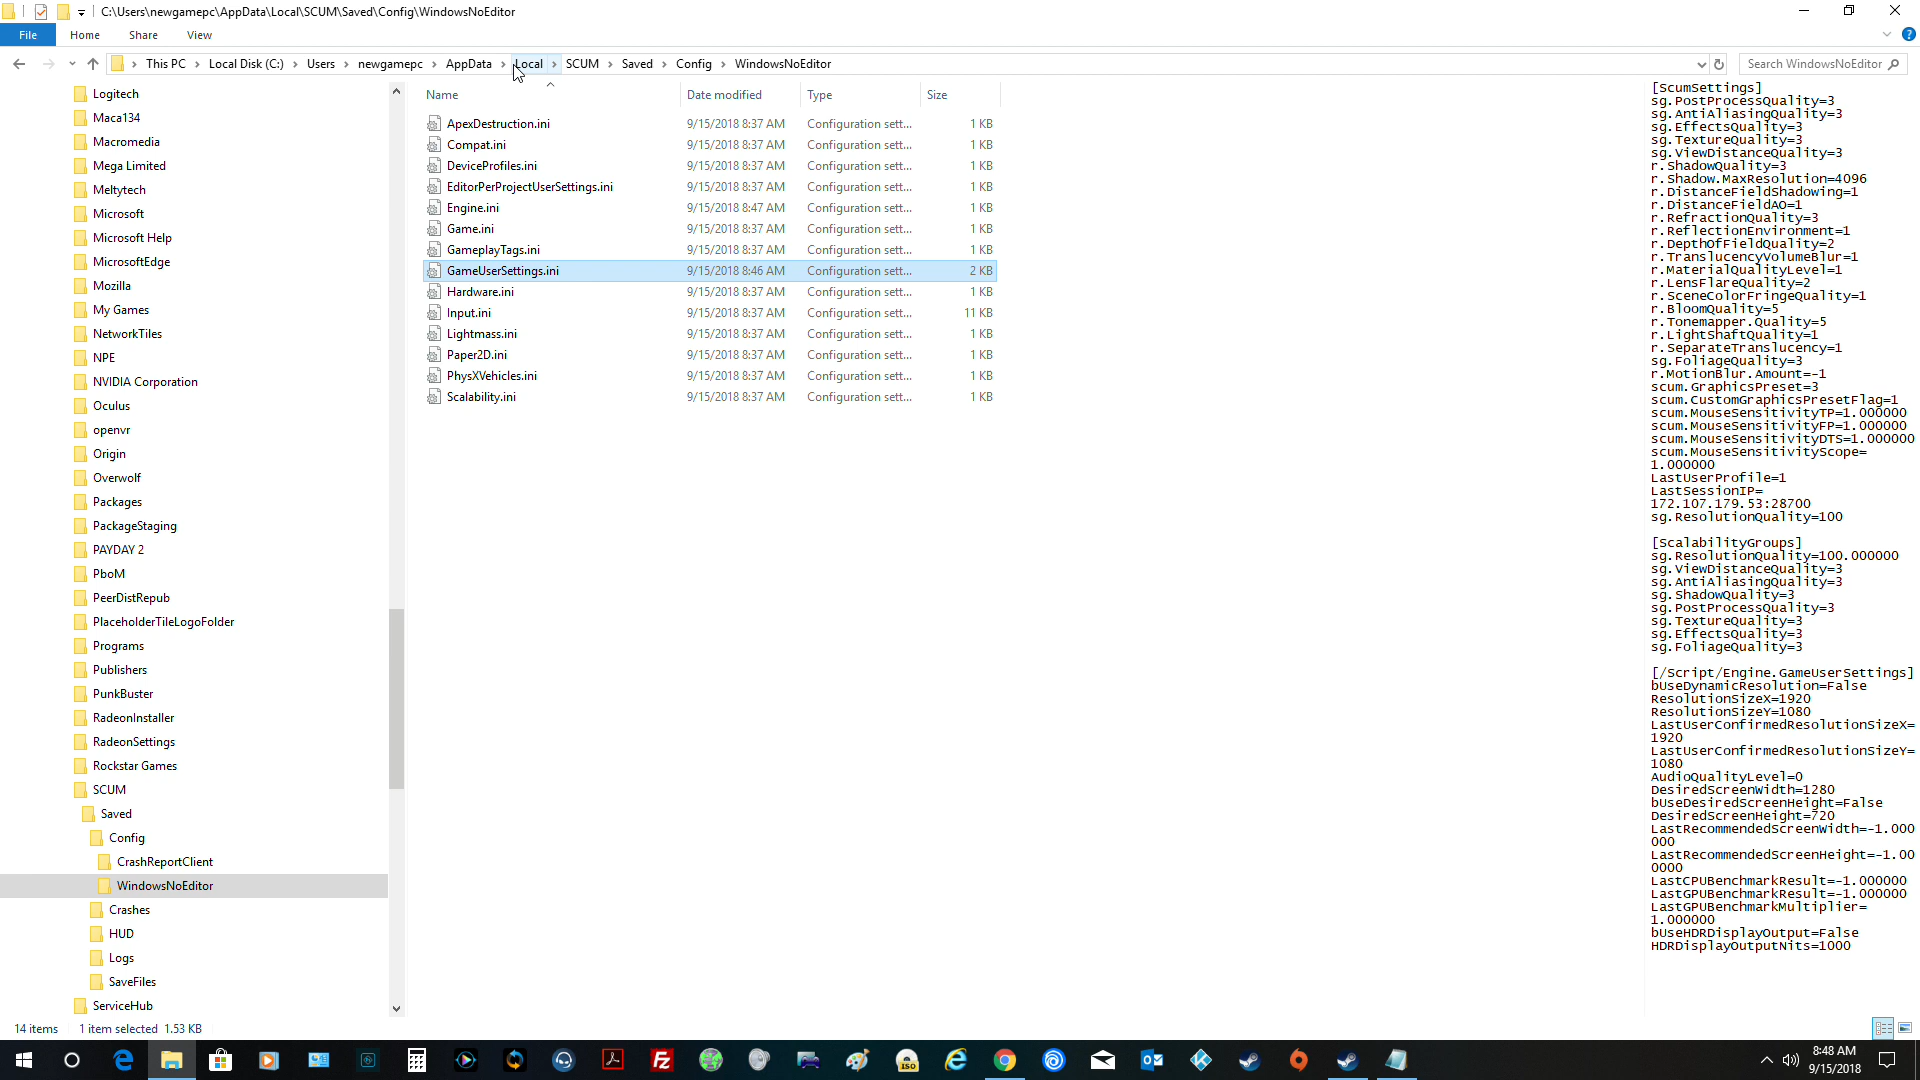 C:\Users\newgamepc\AppData\Local\SCUM\Saved\Config\WindowsNoEditor
File Home Share View
This PC Local Disk (C:) Users newgamepc AppData Local SCUM Saved Config WindowsNoEditor
Search WindowsNoEditor
Logitech
Maca134
Macromedia
Mega Limited
Meltytech
Microsoft
Microsoft Help
MicrosoftEdge
Mozilla
My Games
NetworkTiles
NPE
NVIDIA Corporation
Oculus
openvr
Origin
Overwolf
Packages
PackageStaging
PAYDAY 2
PboM
PeerDistRepub
PlaceholderTileLogoFolder
Programs
Publishers
PunkBuster
RadeonInstaller
RadeonSettings
Rockstar Games
SCUM
Saved
Config
CrashReportClient
WindowsNoEditor
Crashes
HUD
Logs
SaveFiles
ServiceHub
Name Date modified Type Size
ApexDestruction.ini 9/15/2018 8:37 AM Configuration sett... 1 KB
Compat.ini 9/15/2018 8:37 AM Configuration sett... 1 KB
DeviceProfiles.ini 9/15/2018 8:37 AM Configuration sett... 1 KB
EditorPerProjectUserSettings.ini 9/15/2018 8:37 AM Configuration sett... 1 KB
Engine.ini 9/15/2018 8:47 AM Configuration sett... 1 KB
Game.ini 9/15/2018 8:37 AM Configuration sett... 1 KB
GameplayTags.ini 9/15/2018 8:37 AM Configuration sett... 1 KB
GameUserSettings.ini 9/15/2018 8:46 AM Configuration sett... 2 KB
Hardware.ini 9/15/2018 8:37 AM Configuration sett... 1 KB
Input.ini 9/15/2018 8:37 AM Configuration sett... 11 KB
Lightmass.ini 9/15/2018 8:37 AM Configuration sett... 1 KB
Paper2D.ini 9/15/2018 8:37 AM Configuration sett... 1 KB
PhysXVehicles.ini 9/15/2018 8:37 AM Configuration sett... 1 KB
Scalability.ini 9/15/2018 8:37 AM Configuration sett... 1 KB
[ScumSettings]
sg.PostProcessQuality=3
sg.AntiAliasingQuality=3
sg.EffectsQuality=3
sg.TextureQuality=3
sg.ViewDistanceQuality=3
r.ShadowQuality=3
r.Shadow.MaxResolution=4096
r.DistanceFieldShadowing=1
r.DistanceFieldAO=1
r.RefractionQuality=3
r.ReflectionEnvironment=1
r.DepthOfFieldQuality=2
r.TranslucencyVolumeBlur=1
r.MaterialQualityLevel=1
r.LensFlareQuality=2
r.SceneColorFringeQuality=1
r.BloomQuality=5
r.Tonemapper.Quality=5
r.LightShaftQuality=1
r.SeparateTranslucency=1
sg.FoliageQuality=3
r.MotionBlur.Amount=-1
scum.GraphicsPreset=3
scum.CustomGraphicsPresetFlag=1
scum.MouseSensitivityTP=1.000000
scum.MouseSensitivityFP=1.000000
scum.MouseSensitivityDTS=1.000000
scum.MouseSensitivityScope=
1.000000
LastUserProfile=1
LastSessionIP=
172.107.179.53:28700
sg.ResolutionQuality=100
[ScalabilityGroups]
sg.ResolutionQuality=100.000000
sg.ViewDistanceQuality=3
sg.AntiAliasingQuality=3
sg.ShadowQuality=3
sg.PostProcessQuality=3
sg.TextureQuality=3
sg.EffectsQuality=3
sg.FoliageQuality=3
[/Script/Engine.GameUserSettings]
bUseDynamicResolution=False
ResolutionSizeX=1920
ResolutionSizeY=1080
LastUserConfirmedResolutionSizeX=
1920
LastUserConfirmedResolutionSizeY=
1080
AudioQualityLevel=0
DesiredScreenWidth=1280
bUseDesiredScreenHeight=False
DesiredScreenHeight=720
LastRecommendedScreenWidth=-1.000
000
LastRecommendedScreenHeight=-1.00
0000
LastCPUBenchmarkResult=-1.000000
LastGPUBenchmarkResult=-1.000000
LastGPUBenchmarkMultiplier=
1.000000
bUseHDRDisplayOutput=False
HDRDisplayOutputNits=1000
14 items 1 item selected 1.53 KB
ISO
8:48 AM
9/15/2018